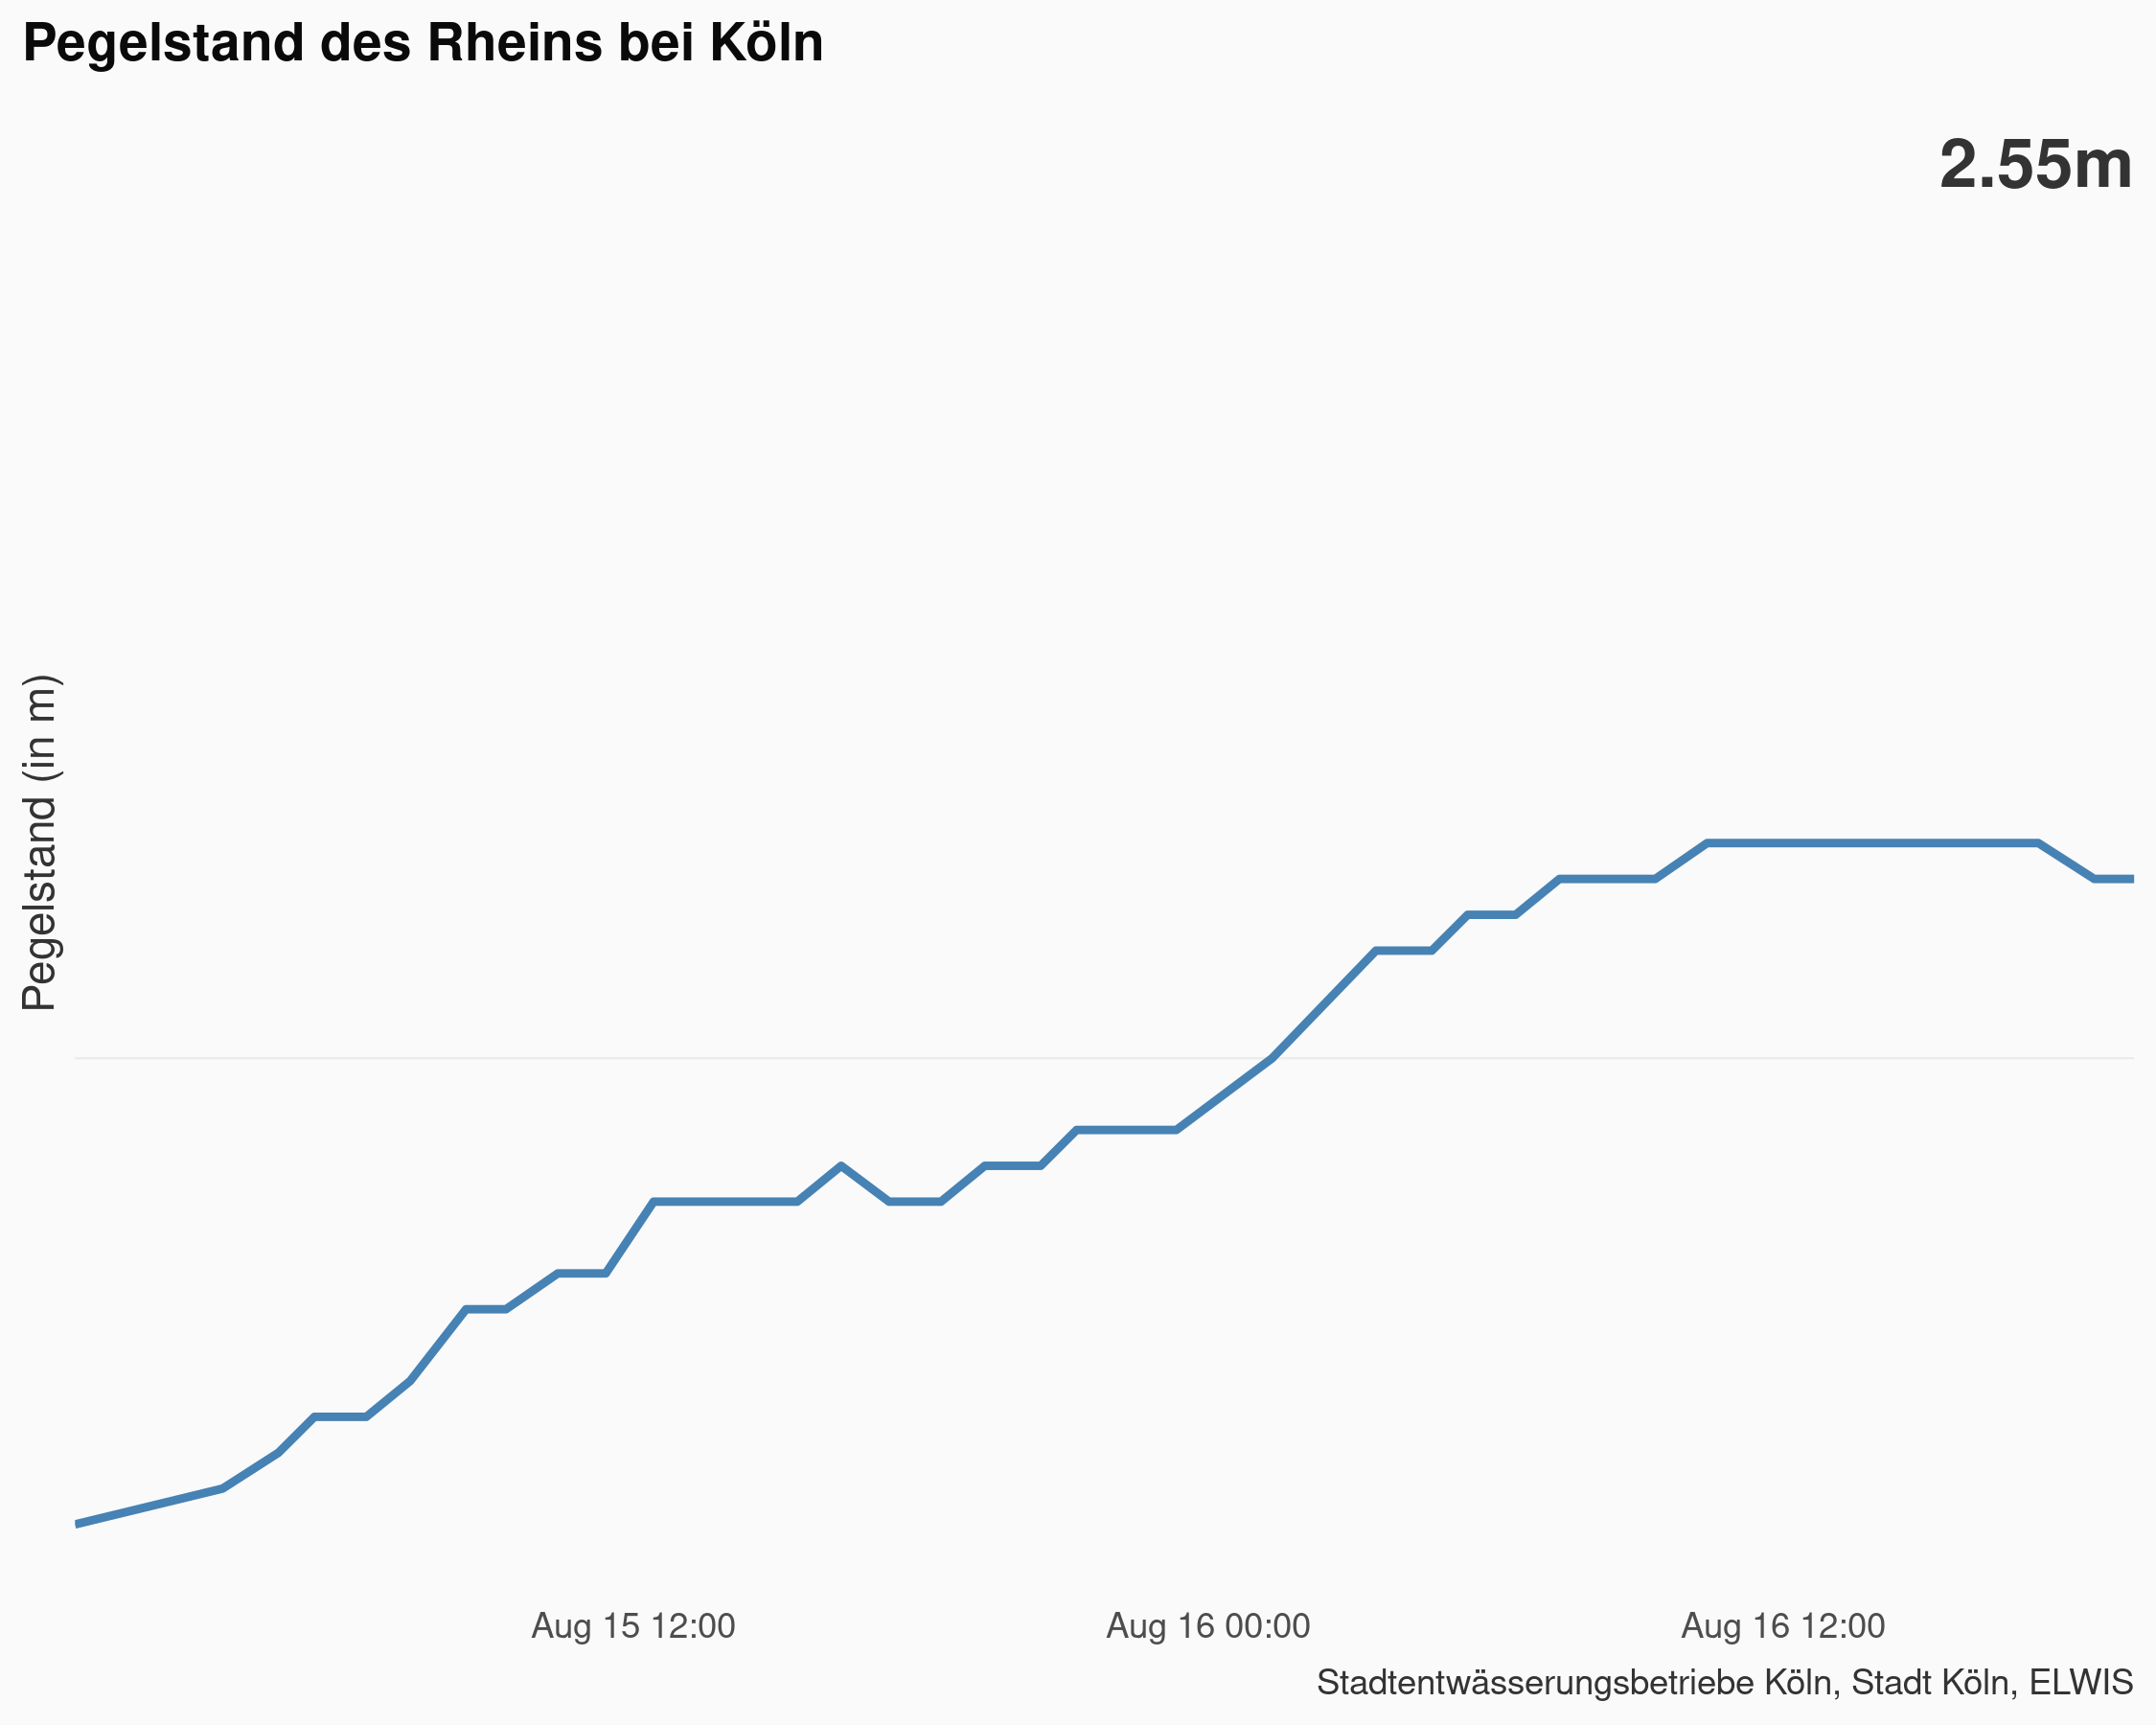 Pegelstand des Rheins bei Köln
2.55m
Pegelstand (in m)
Aug 15 12:00
Aug 16 00:00
Aug 16 12:00
Stadtentwässerungsbetriebe Köln, Stadt Köln, ELWIS